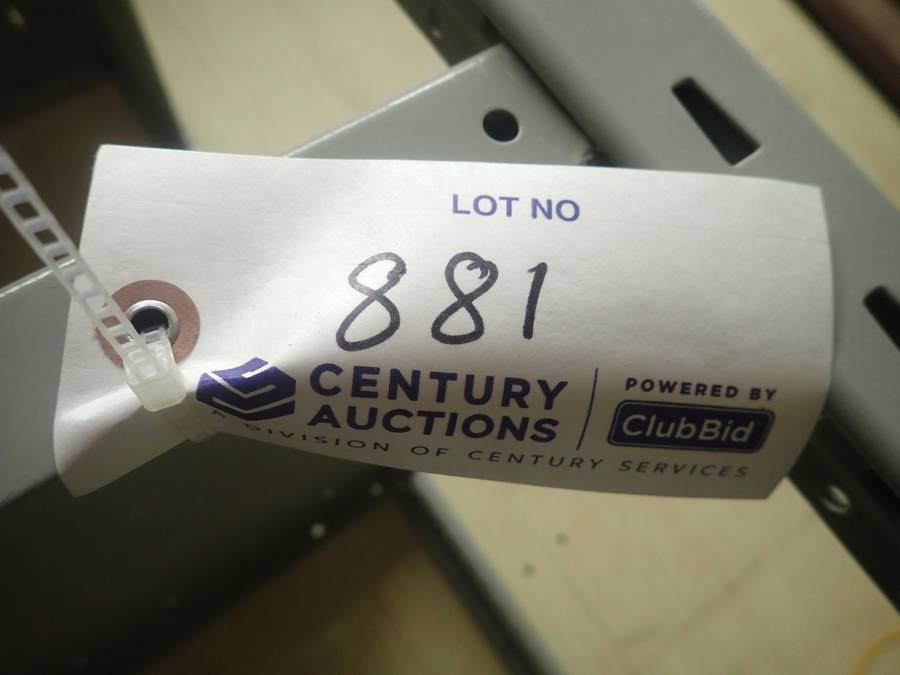 LOT NO
881
CENTURY
AUCTIONS
A DIVISION OF CENTURY SERVICES
POWERED BY
ClubBid